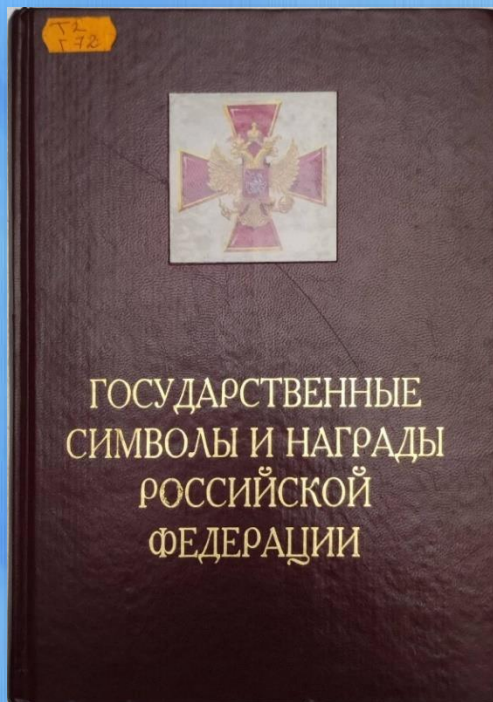 Т2
Г72
ГОСУДАРСТВЕННЫЕ
СИМВОЛЫ И НАГРАДЫ
РОССИЙСКОЙ
ФЕДЕРАЦИИ